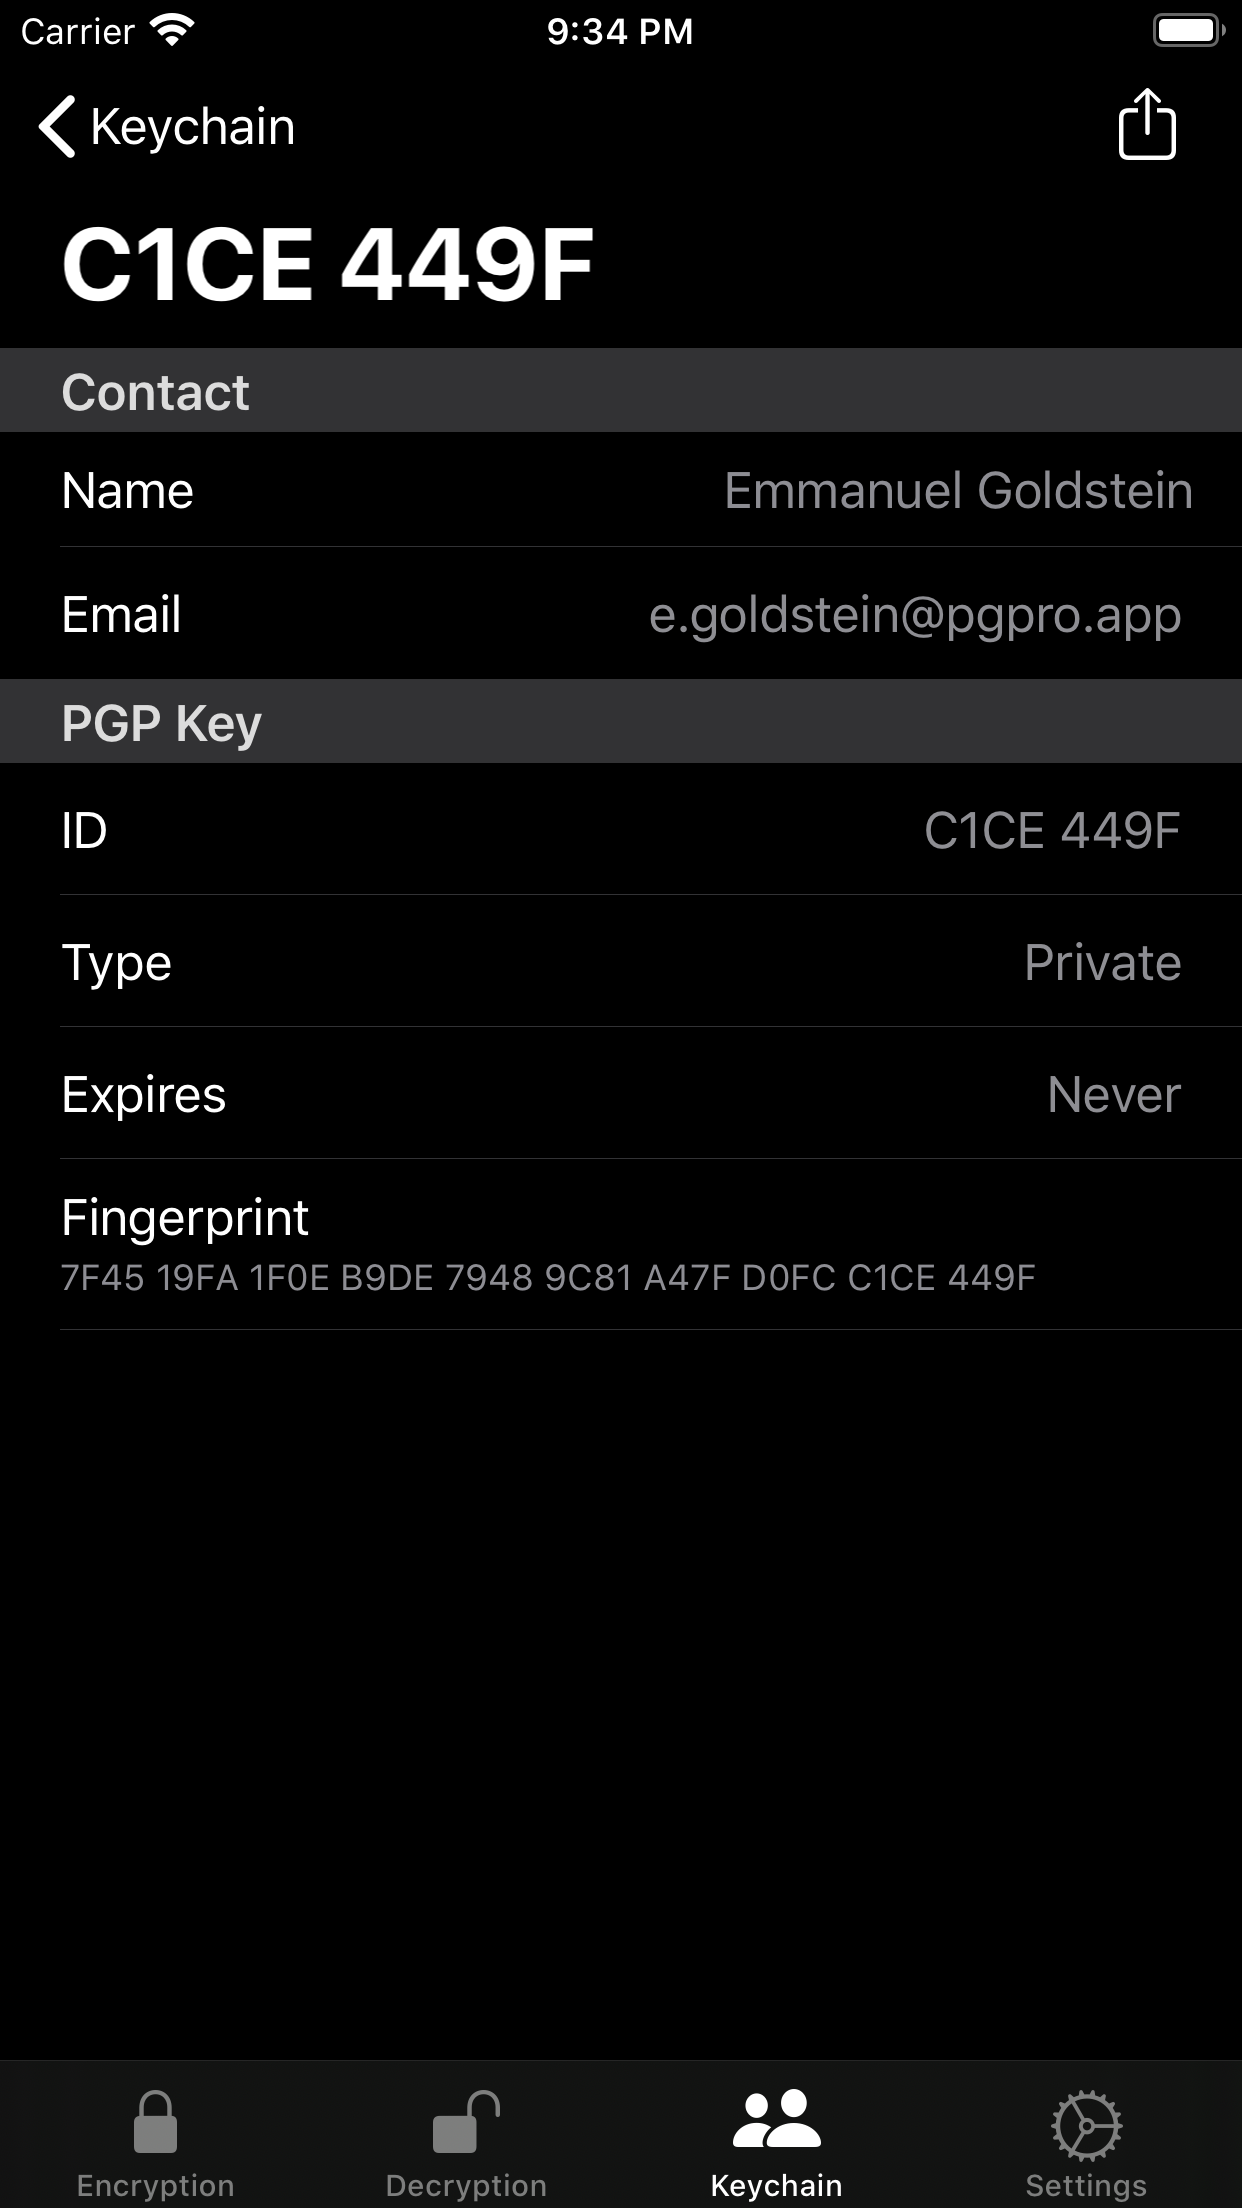 Carrier 9:34 PM
Keychain
C1CE 449F
Contact
Name Emmanuel Goldstein
Email e.goldstein@pgpro.app
PGP Key
ID C1CE 449F
Type Private
Expires Never
Fingerprint
7F45 19FA 1F0E B9DE 7948 9C81 A47F D0FC C1CE 449F
Encryption Decryption Keychain Settings